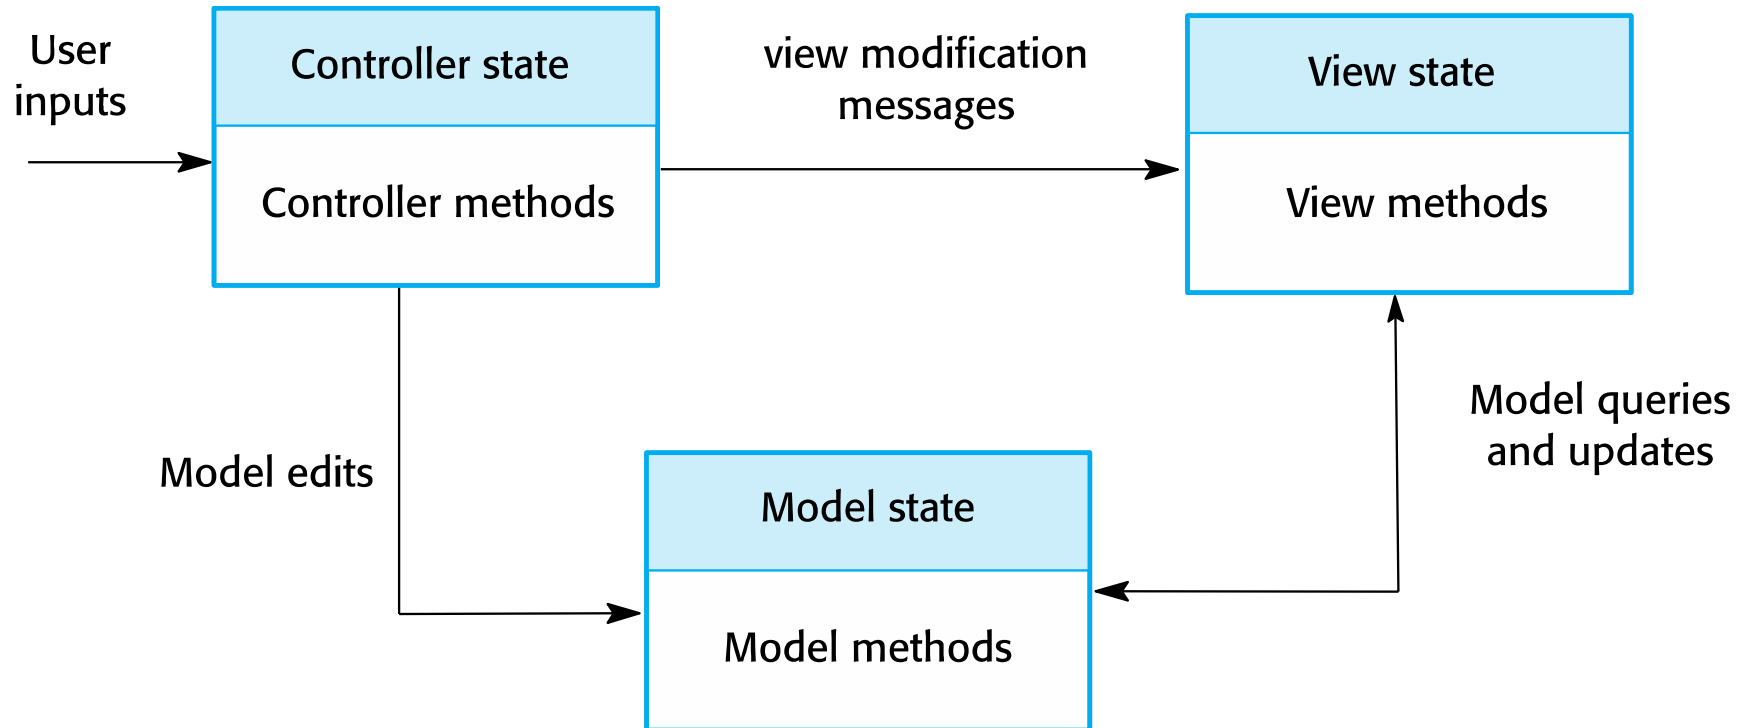 User
inputs
Controller state
Controller methods
view modification
messages
View state
View methods
Model edits
Model state
Model methods
Model queries
and updates